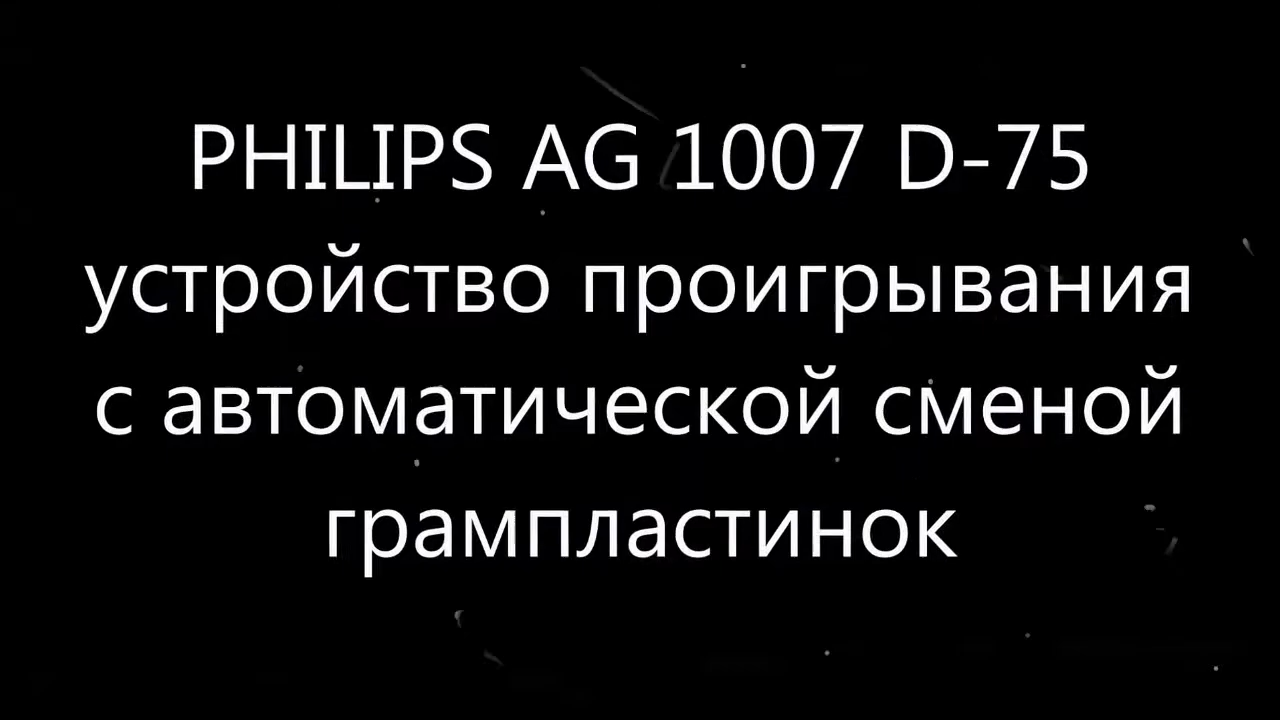 PHILIPS AG 1007 D-75
устройство проигрывания
с автоматической сменой
грампластинок